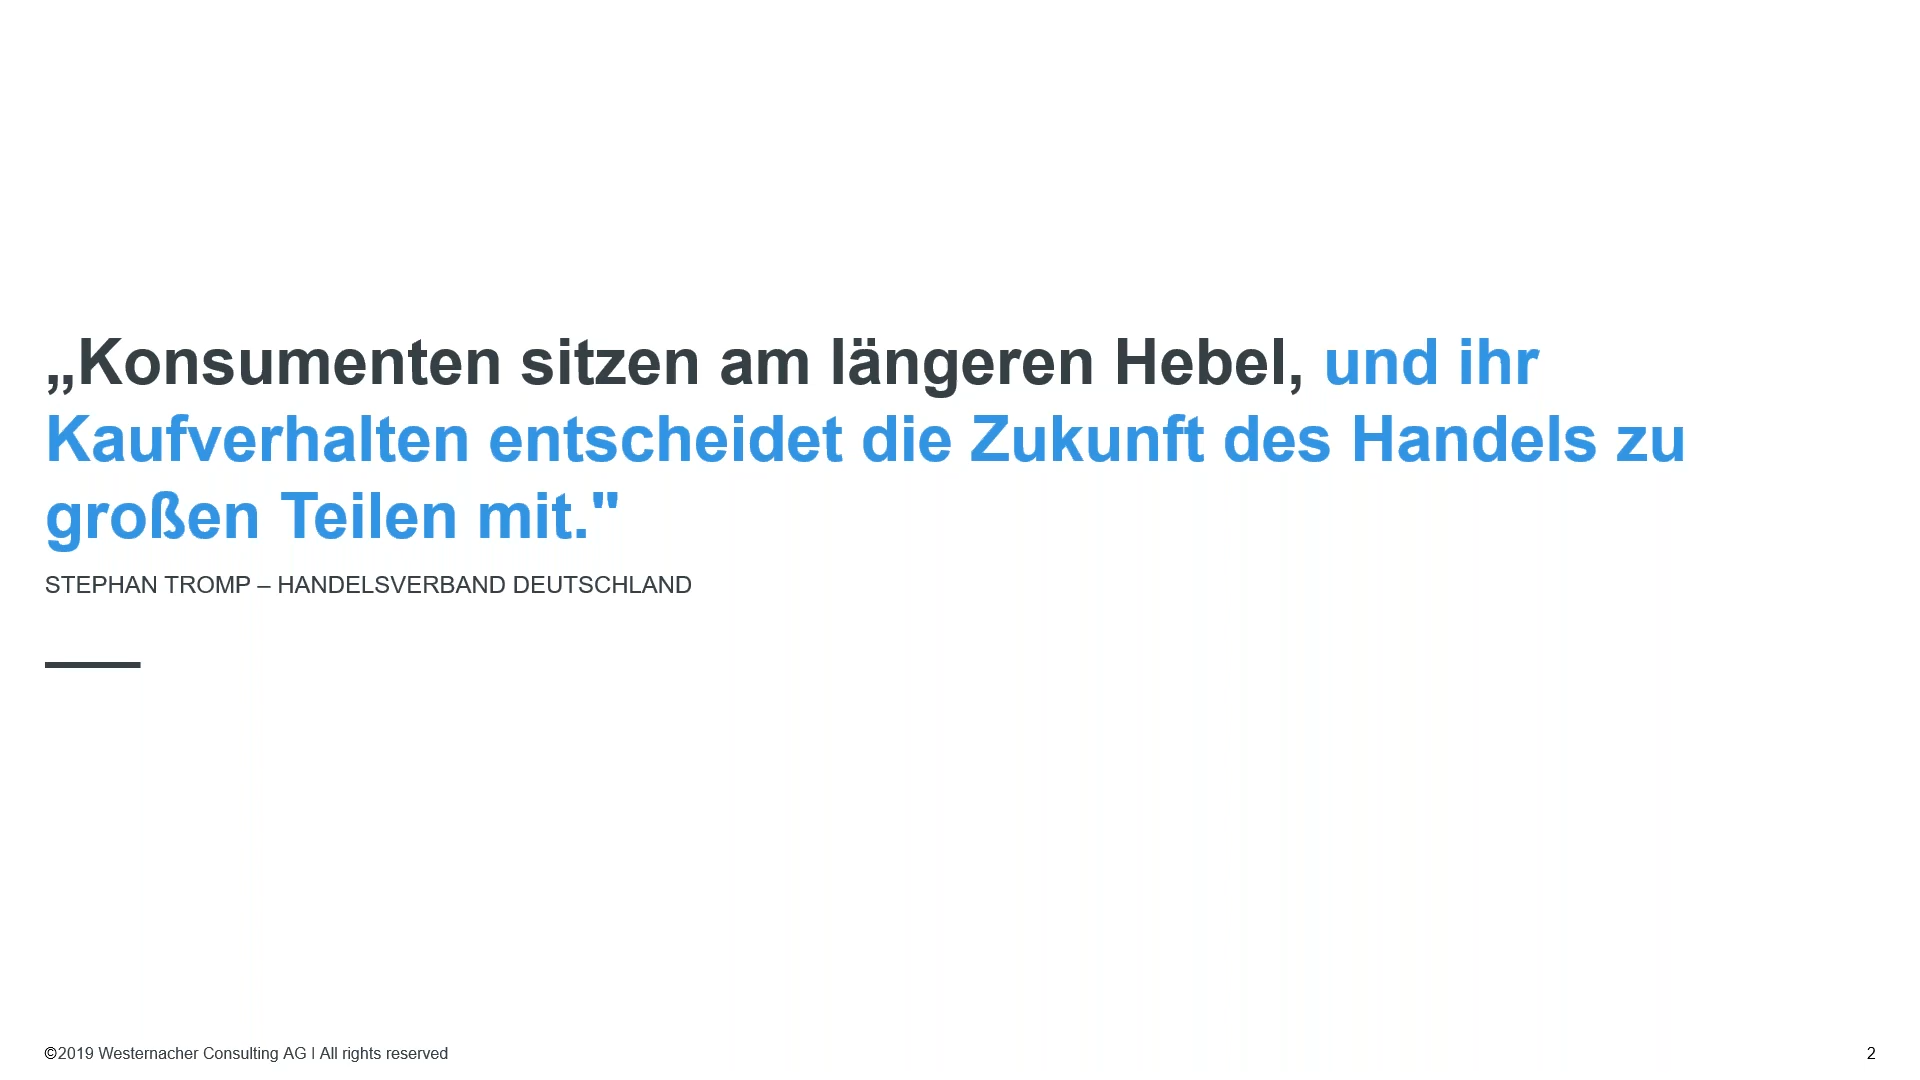 „Konsumenten sitzen am längeren Hebel, und ihr
Kaufverhalten entscheidet die Zukunft des Handels zu
großen Teilen mit."
STEPHAN TROMP – HANDELSVERBAND DEUTSCHLAND
©2019 Westernacher Consulting AG I All rights reserved
2